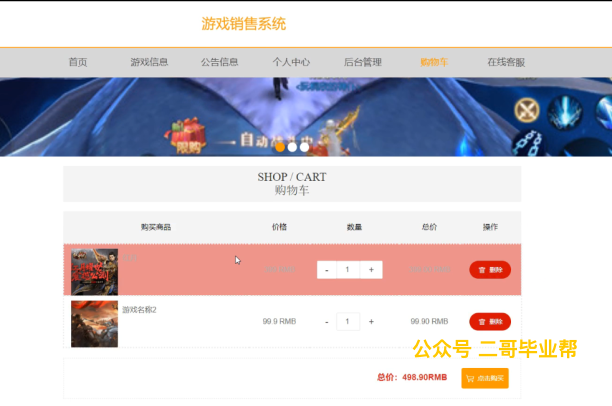 游戏销售系统
首页 游戏信息 公告信息 个人中心 后台管理 购物车 在线客服
限购
自动
SHOP / CART
购物车
购买商品 价格 数量 总价 操作
- 1 + 删除
游戏名称2 99.9 RMB - 1 + 99.90 RMB 删除
公众号 二哥毕业帮
总价: 498.90RMB 点击购买